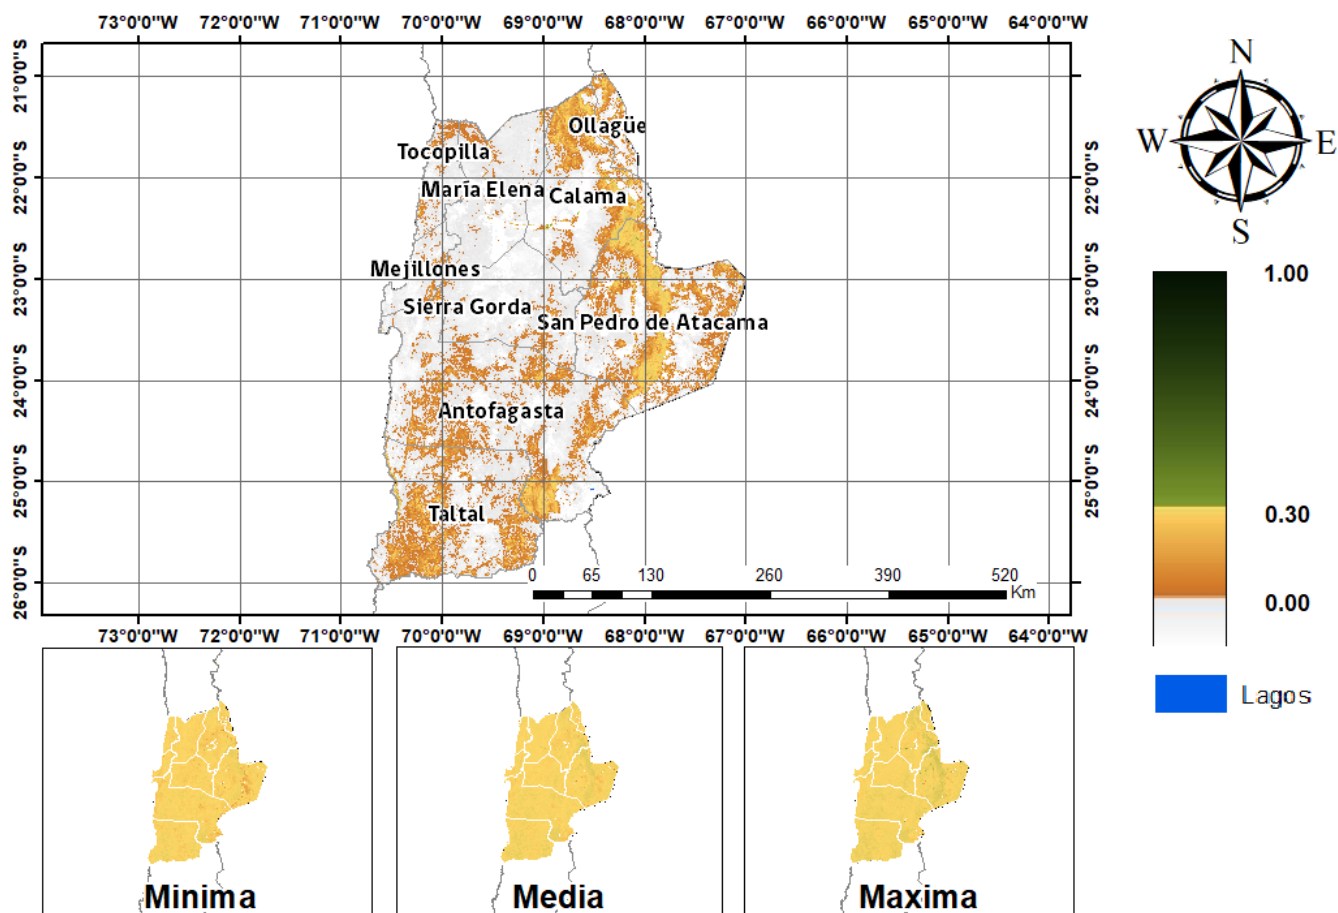 73°0'0"W 72°0'0"W 71°0'0"W 70°0'0"W 69°0'0"W 68°0'0"W 67°0'0"W 66°0'0"W 65°0'0"W 64°0'0"W
N
W E
S
21°0'0"S
22°0'0"S 22°0'0"S
23°0'0"S 23°0'0"S
24°0'0"S 24°0'0"S
25°0'0"S 25°0'0"S
26°0'0"S
Ollagüe
Tocopilla
María Elena Calama
Mejillones
Sierra Gorda
San Pedro de Atacama
Antofagasta
Taltal
0 65 130 260 390 520
Km
1.00
0.30
0.00
Lagos
73°0'0"W 72°0'0"W 71°0'0"W 70°0'0"W 69°0'0"W 68°0'0"W 67°0'0"W 66°0'0"W 65°0'0"W 64°0'0"W
Minima Media Maxima